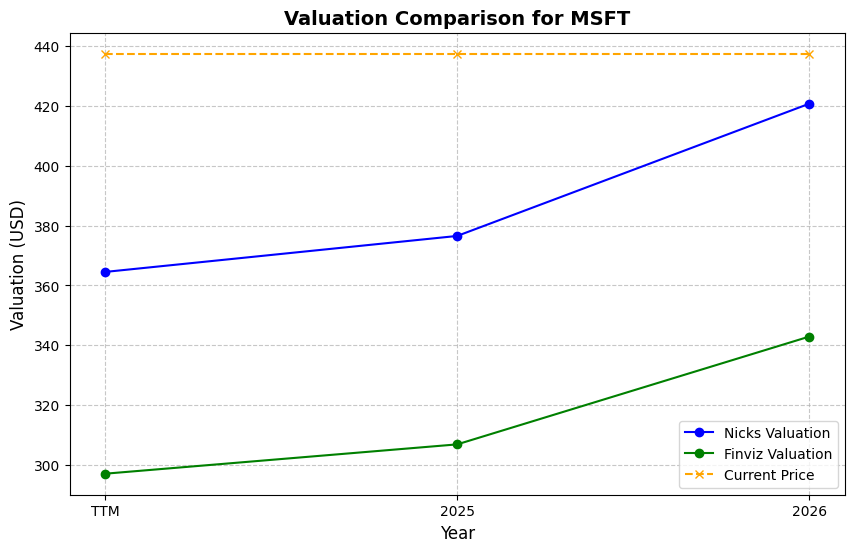 Valuation Comparison for MSFT
Valuation (USD)
440
420
400
380
360
340
320
300
TTM
2025
2026
Year
Nicks Valuation
Finviz Valuation
Current Price